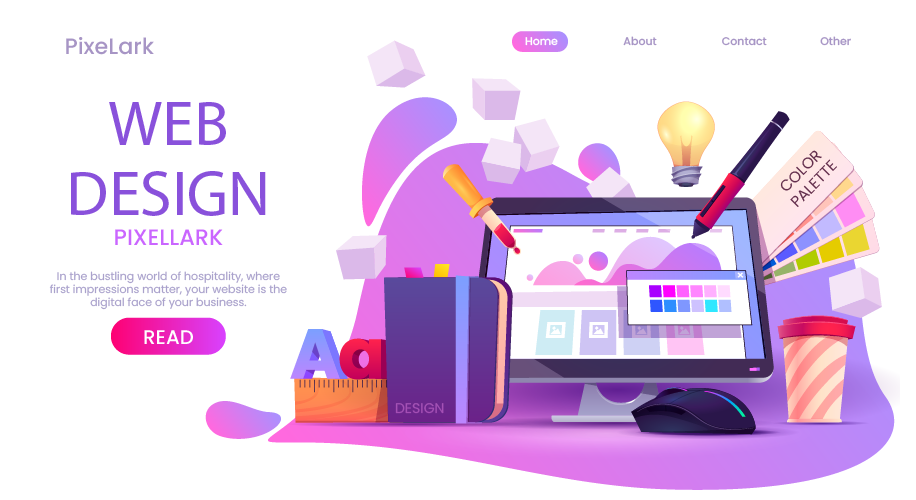 PixeLark
Home
About
Contact
Other
WEB
DESIGN
PIXELLARK
In the bustling world of hospitality, where
first impressions matter, your website is the
digital face of your business.
READ
COLOR
PALETTE
Aa
DESIGN